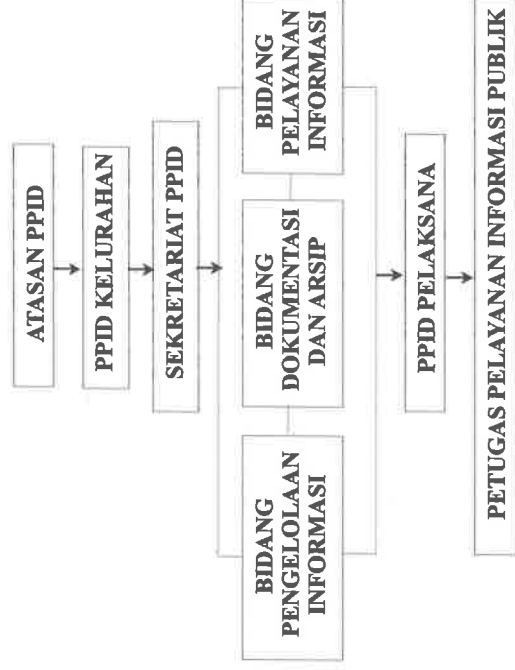 ATASAN PPID
PPID KELURAHAN
SEKRETARIAT PPID
BIDANG
PENGELOLAAN
INFORMASI
BIDANG
DOKUMENTASI
DAN ARSIP
BIDANG
PELAYANAN
INFORMASI
PPID PELAKSANA
PETUGAS PELAYANAN INFORMASI PUBLIK